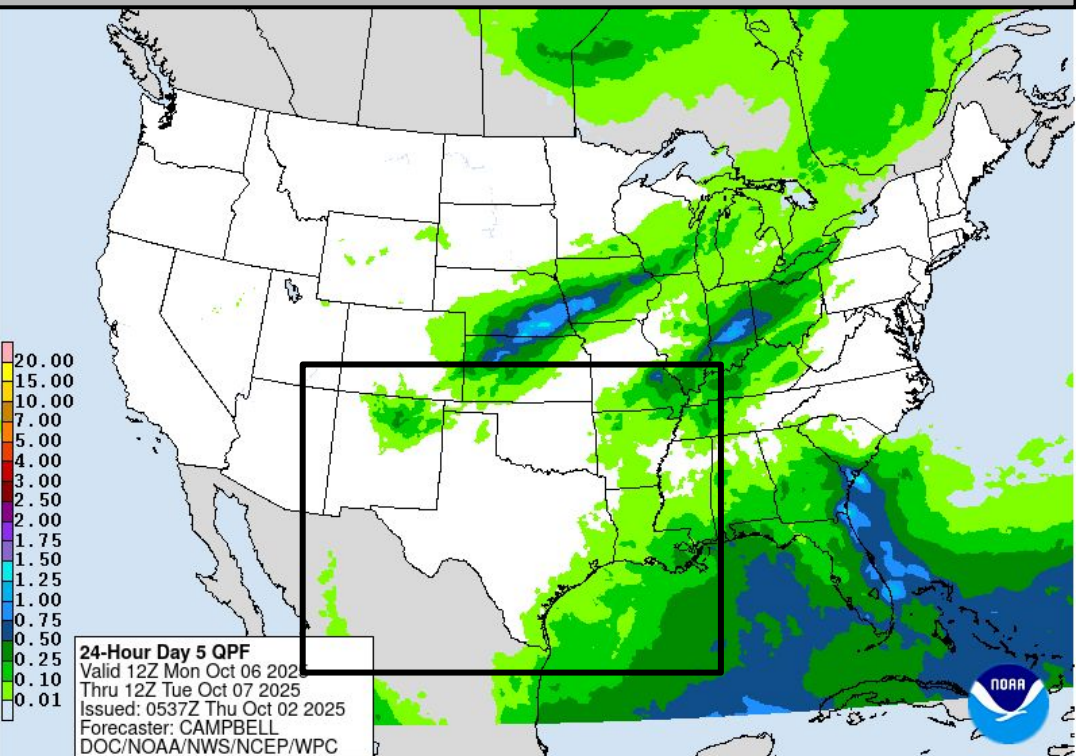 20.00
15.00
10.00
7.00
5.00
4.00
3.00
2.50
2.00
1.75
1.50
1.25
1.00
0.75
0.50
0.25
0.10
0.01
24-Hour Day 5 QPF
Valid 12Z Mon Oct 06 2025
Thru 12Z Tue Oct 07 2025
Issued: 0537Z Thu Oct 02 2025
Forecaster: CAMPBELL
DOC/NOAA/NWS/NCEP/WPC
NOAA